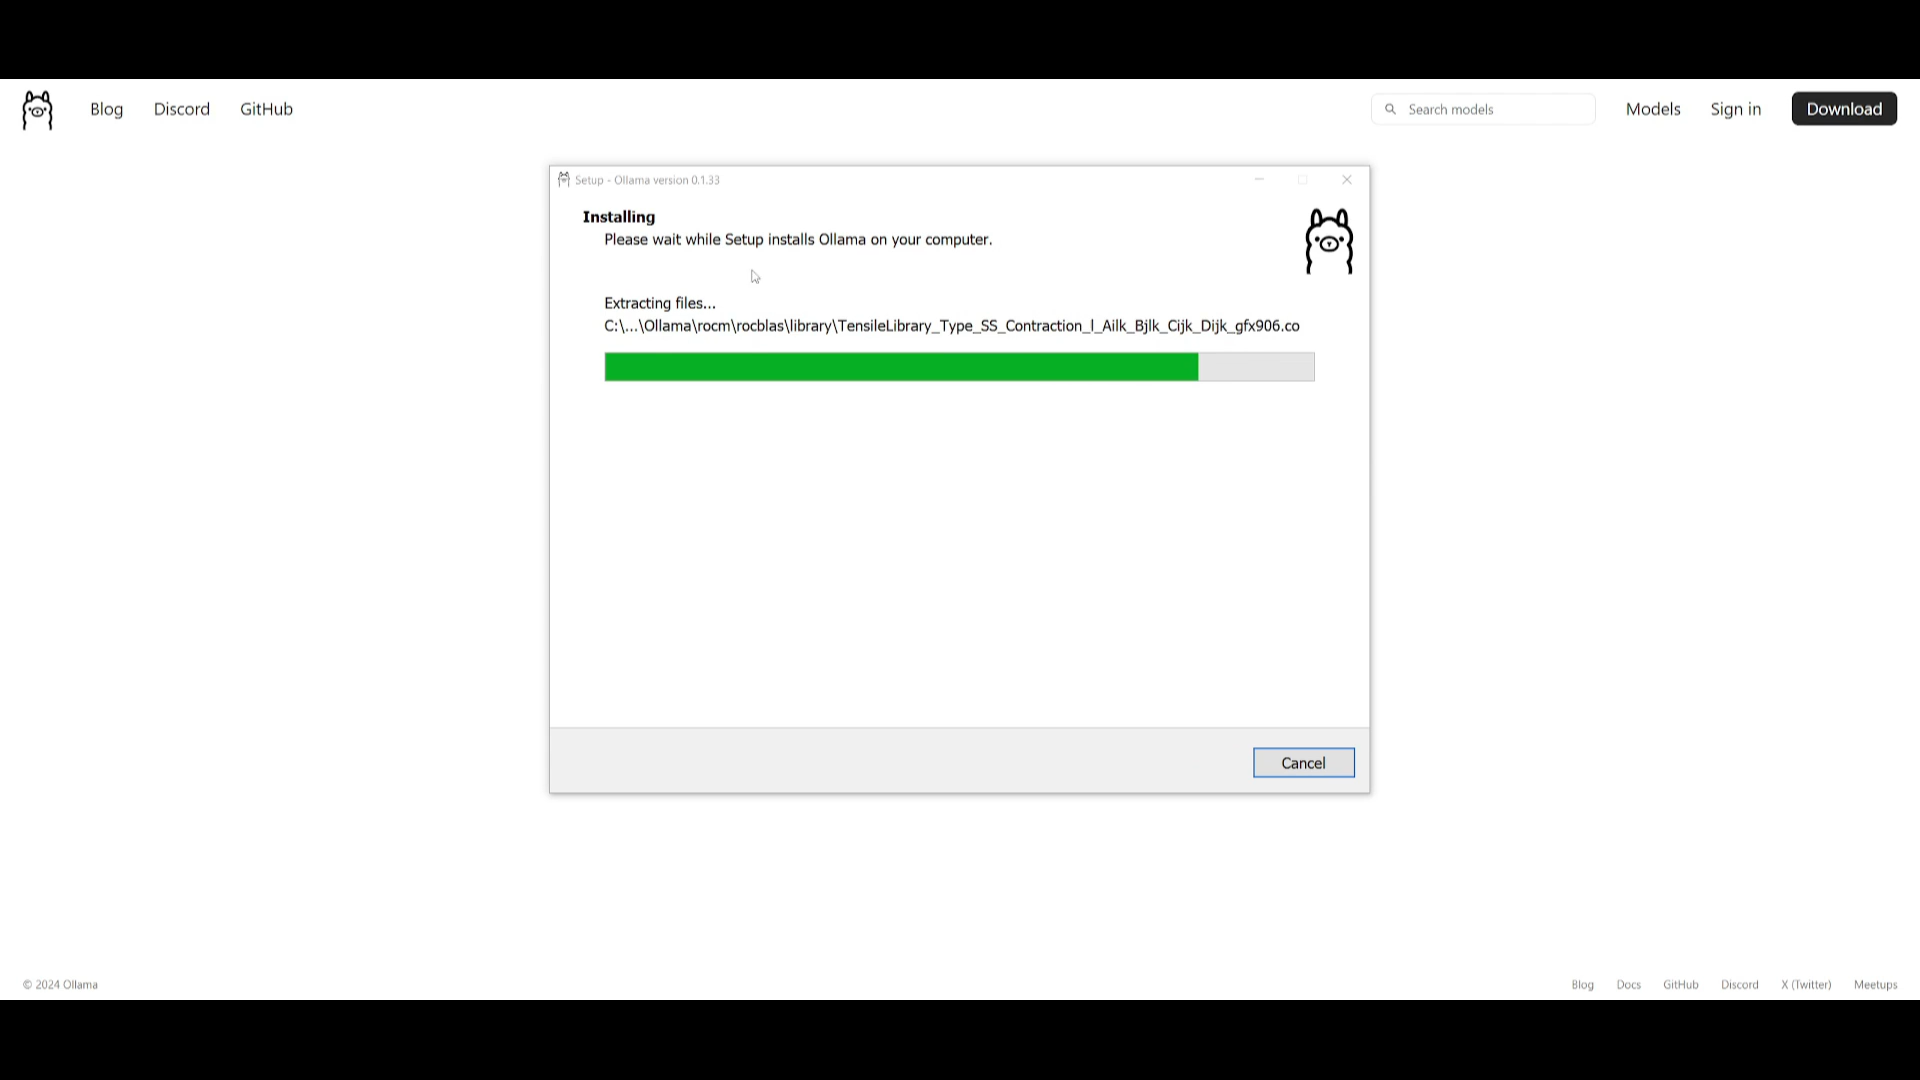 Blog Discord GitHub Search models Models Sign in Download
Setup - Ollama version 0.1.33
Installing
Please wait while Setup installs Ollama on your computer.
Extracting files...
C:\...\Ollama\rocm\rocblas\library\TensileLibrary_Type_SS_Contraction_l_Ailk_Bjlk_Cijk_Dijk_gfx906.co
Cancel
© 2024 Ollama Blog Docs GitHub Discord X (Twitter) Meetups